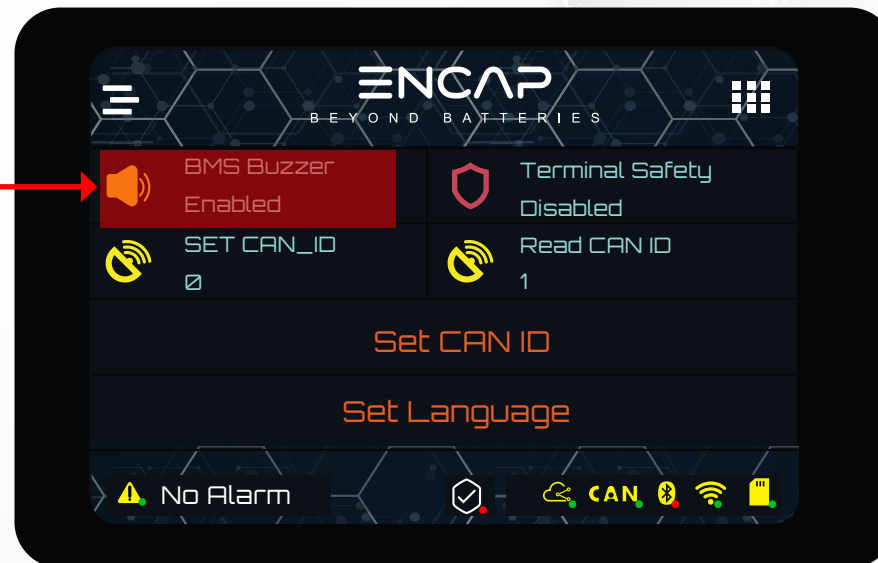 ENCAP
BEYOND BATTERIES
BMS Buzzer
Enabled
Terminal Safety
Disabled
SET CAN_ID
0
Read CAN ID
1
Set CAN ID
Set Language
No Alarm
CAN